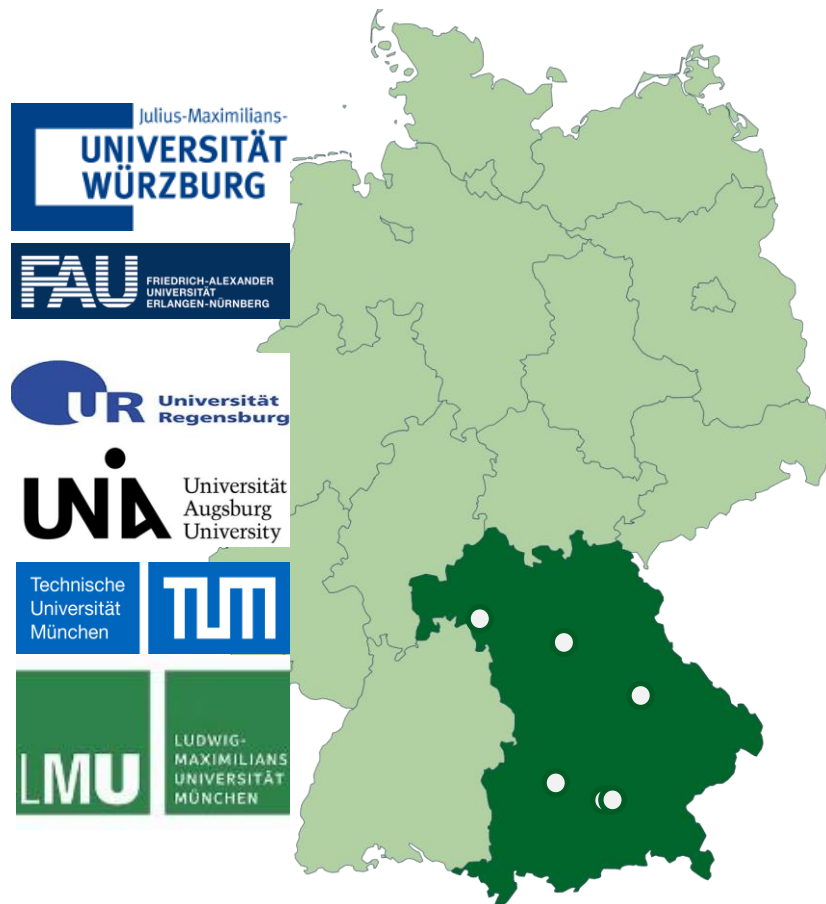 Julius-Maximilians-
UNIVERSITÄT
WÜRZBURG
FAU
FRIEDRICH-ALEXANDER
UNIVERSITÄT
ERLANGEN-NÜRNBERG
UR
Universität
Regensburg
UNIA
Universität
Augsburg
University
Technische
Universität
München
TUM
LMU
LUDWIG-
MAXIMILIANS
UNIVERSITÄT
MÜNCHEN